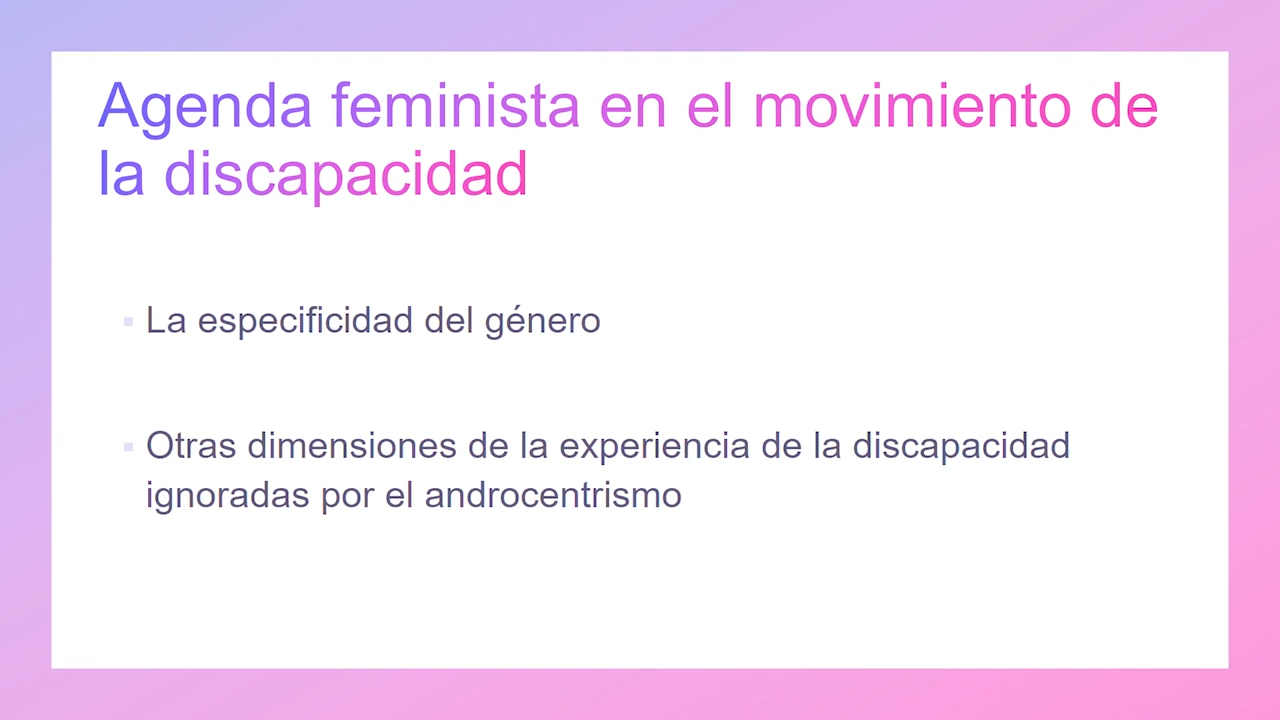 Agenda feminista en el movimiento de
la discapacidad
La especificidad del género
Otras dimensiones de la experiencia de la discapacidad
ignoradas por el androcentrismo